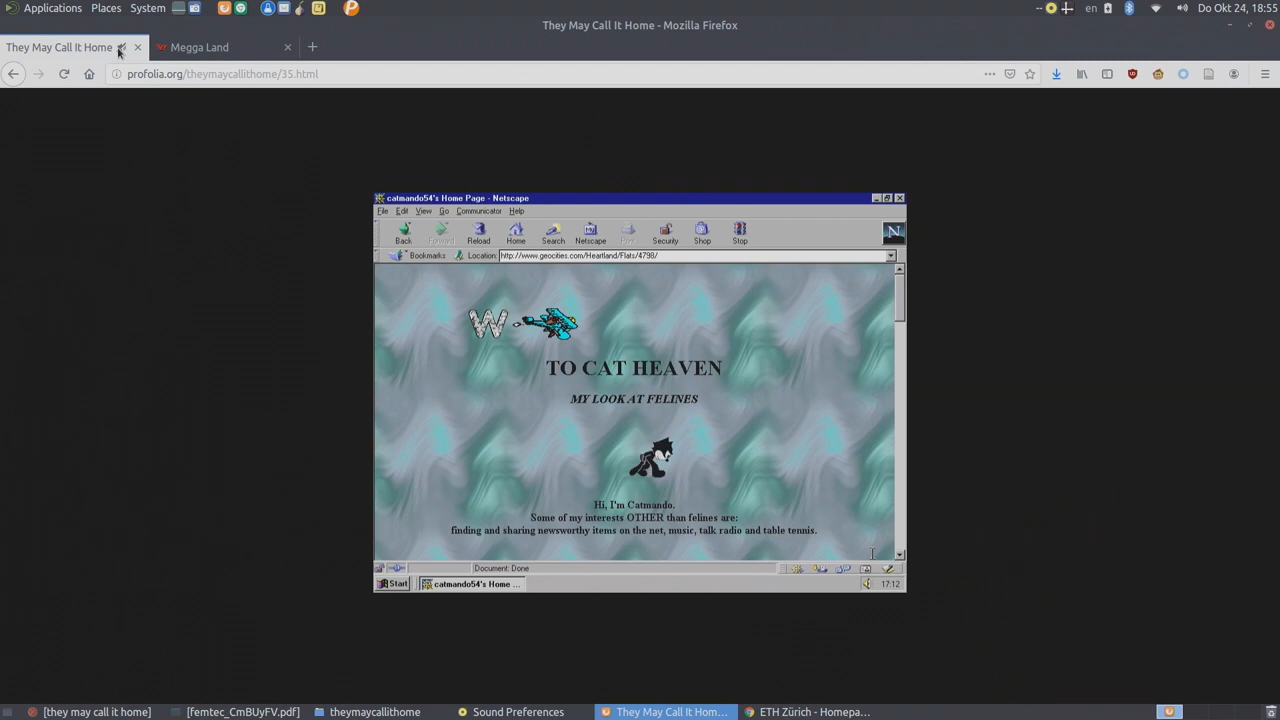 Applications Places System
en
Do Okt 24, 18:55
They May Call It Home - Mozilla Firefox
They May Call It Home
Megga Land
profolia.org/theymaycallithome/35.html
catmando54's Home Page - Netscape
File Edit View Go Communicator Help
Back Forward Reload Home Search Netscape Print Security Shop Stop
N
Bookmarks Location: http://www.geocities.com/Heartland/Flats/4798/
W
TO CAT HEAVEN
MY LOOK AT FELINES
Hi, I'm Catmando.
Some of my interests OTHER than felines are:
finding and sharing newsworthy items on the net, music, talk radio and table tennis.
Document: Done
Start catmando54's Home ... 17:12
[they may call it home] [femtec_CmBUyFV.pdf] theymaycallithome Sound Preferences They May Call It Hom... ETH Zürich - Homepa...